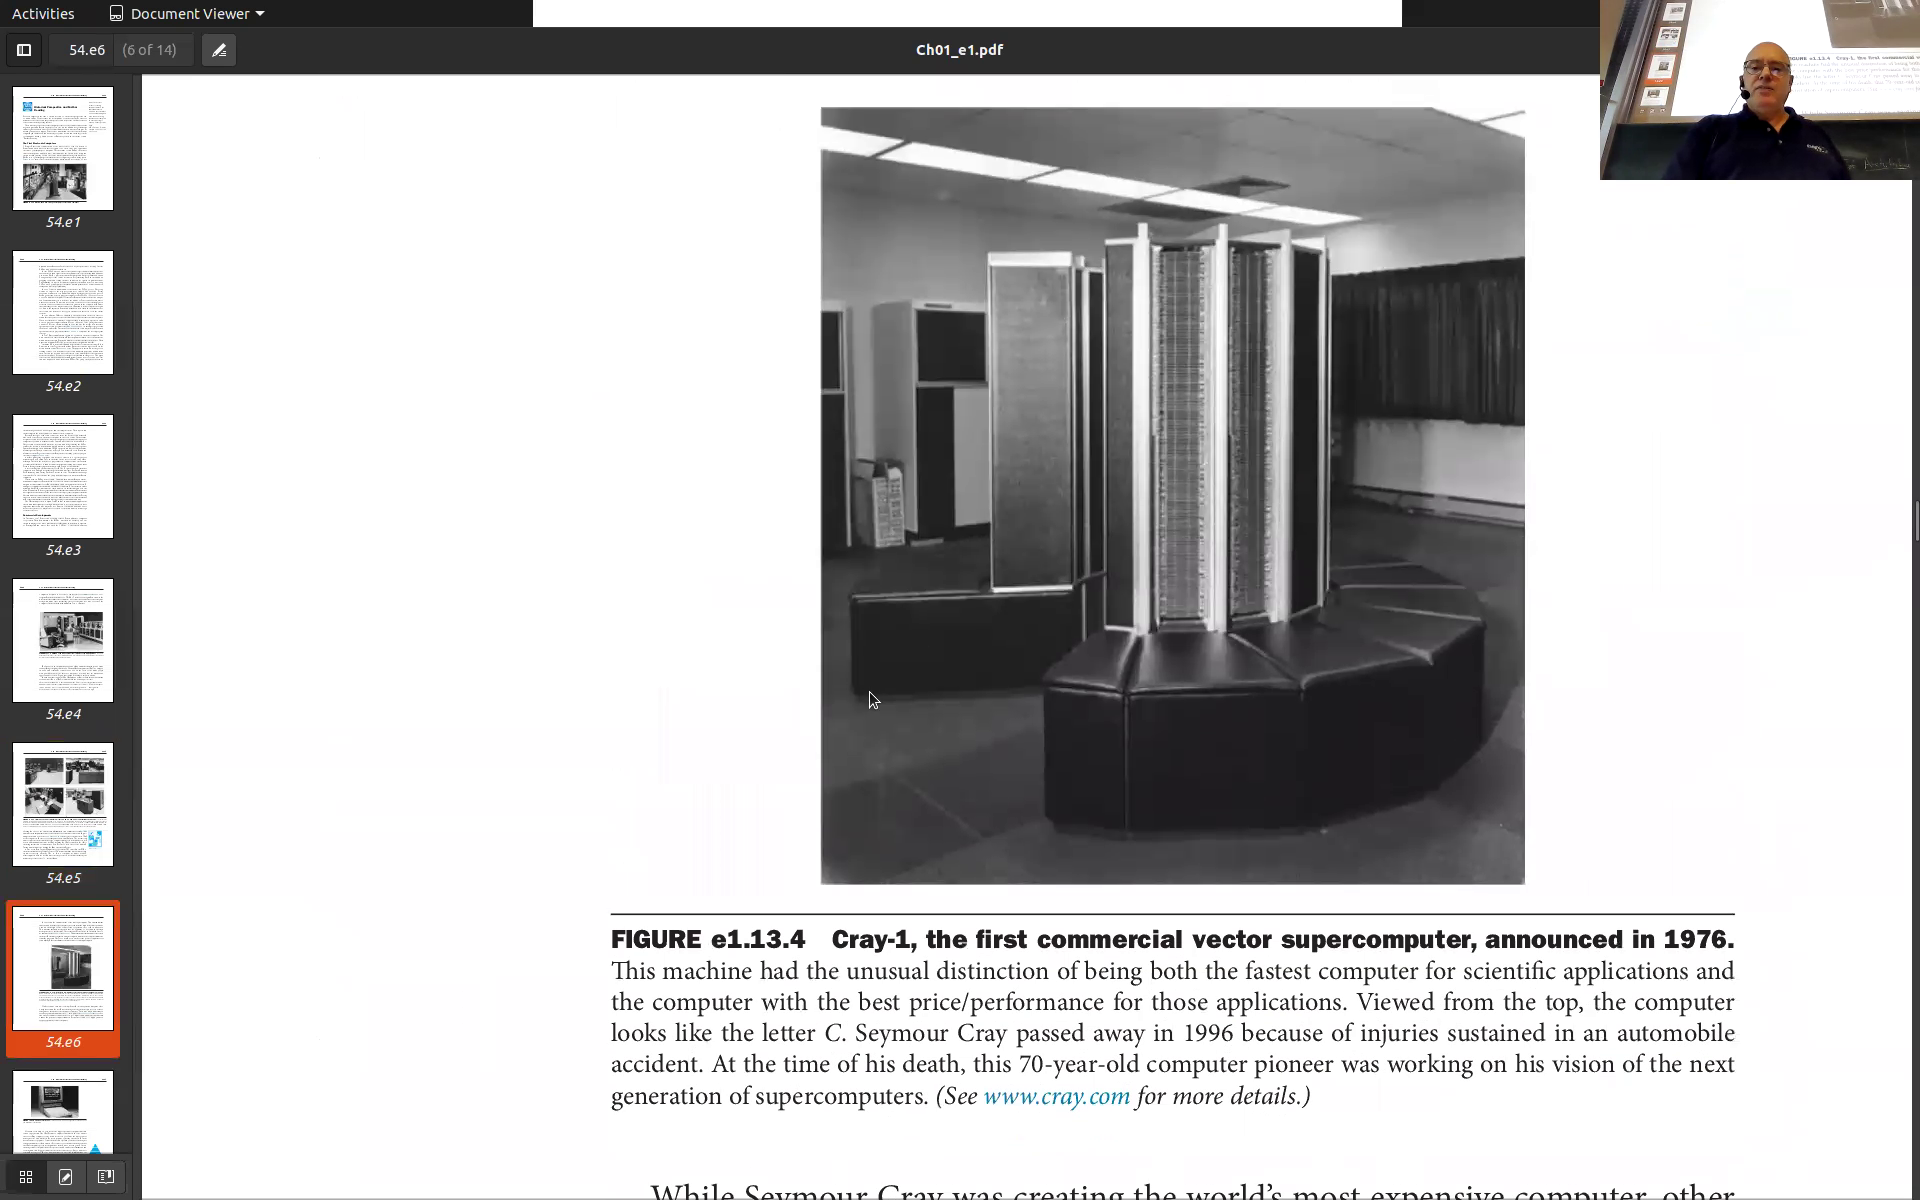 Activities
Document Viewer
54.e6
(6 of 14)
Ch01_e1.pdf
54.e1
54.e2
54.e3
54.e4
54.e5
54.e6
FIGURE e1.13.4 Cray-1, the first commercial vector supercomputer, announced in 1976.
This machine had the unusual distinction of being both the fastest computer for scientific applications and
the computer with the best price/performance for those applications. Viewed from the top, the computer
looks like the letter C. Seymour Cray passed away in 1996 because of injuries sustained in an automobile
accident. At the time of his death, this 70-year-old computer pioneer was working on his vision of the next
generation of supercomputers. (See www.cray.com for more details.)
While Seymour Cray was creating the world's most expensive computer, other